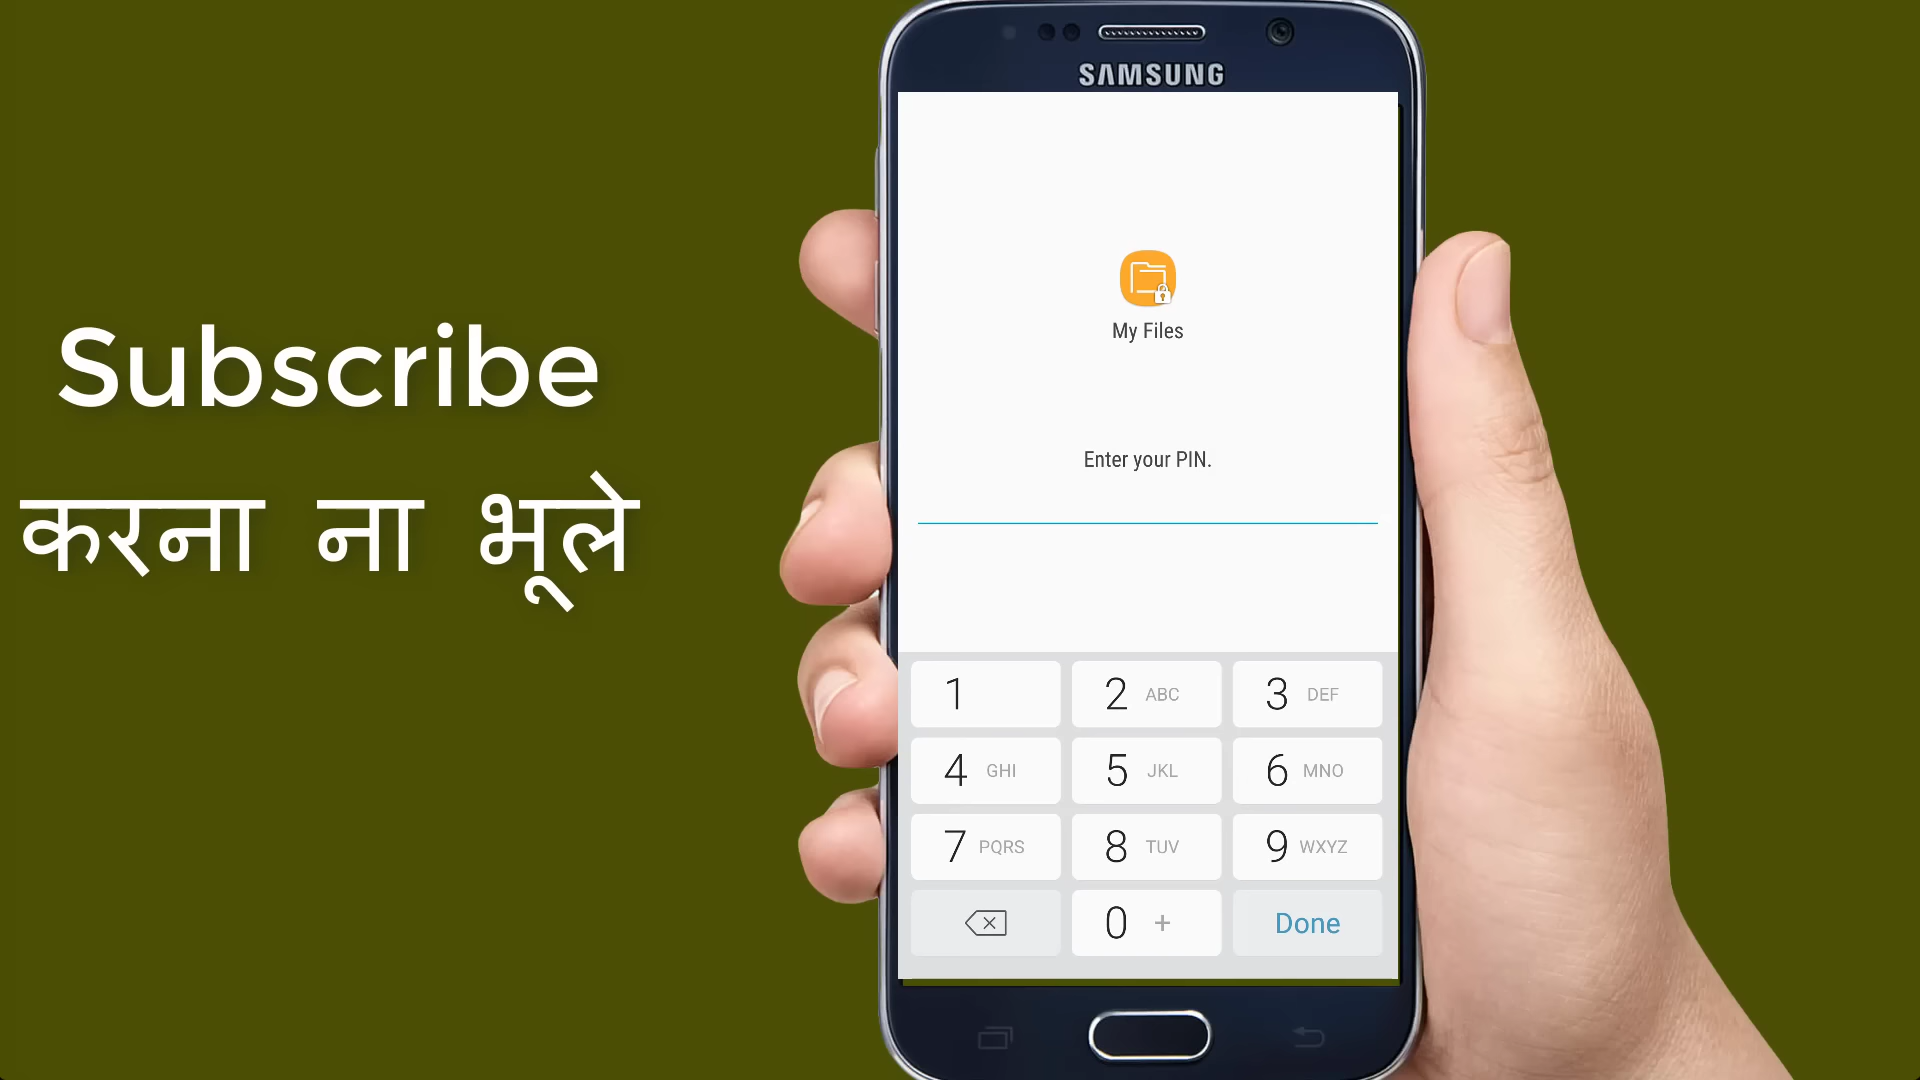 Subscribe
करना ना भूले
SAMSUNG
My Files
Enter your PIN.
1
2 ABC
3 DEF
4 GHI
5 JKL
6 MNO
7 PQRS
8 TUV
9 WXYZ
0 +
Done